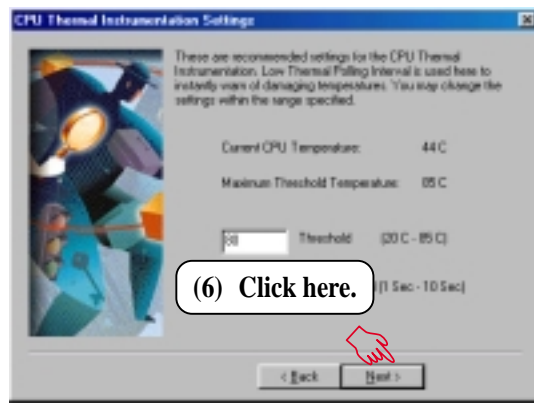 CPU Thermal Instrumentation Settings
These are recommended settings for the CPU Thermal
Instrumentation. Low Thermal Polling Interval is used here to
instantly warn of damaging temperatures. You may change the
settings within the range specified.
Current CPU Temperature: 44 C
Maximum Threshold Temperature: 85 C
80 Threshold (20 C - 85 C)
(1 Sec - 10 Sec)
(6) Click here.
< Back Next >